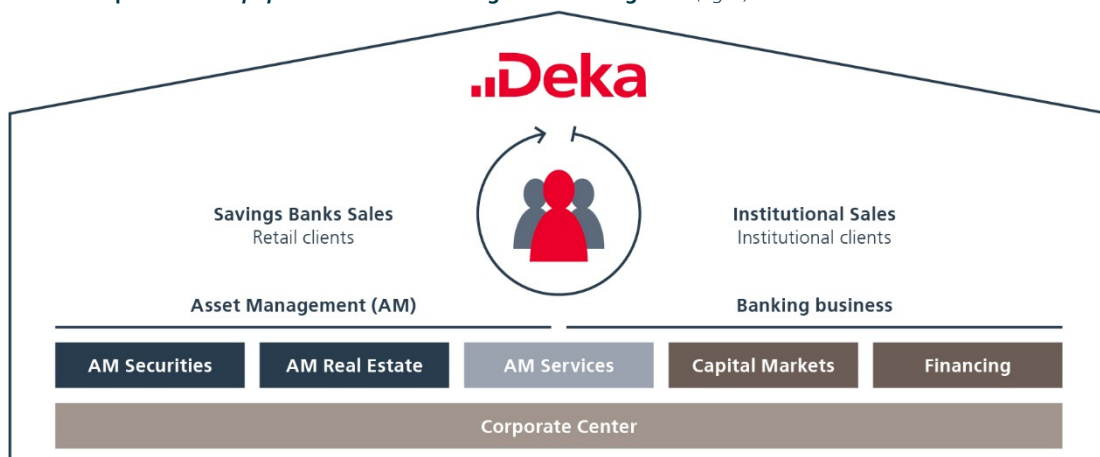 Deka
Savings Banks Sales
Retail clients
Institutional Sales
Institutional clients
Asset Management (AM)
Banking business
AM Securities
AM Real Estate
AM Services
Capital Markets
Financing
Corporate Center